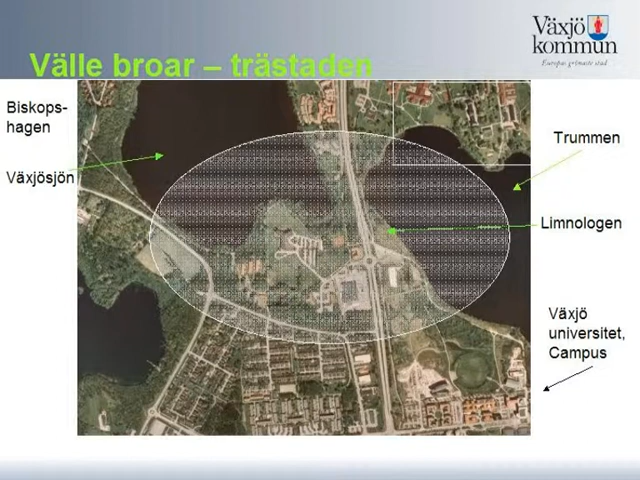 Växjö
kommun
Europas grönaste stad
Välle broar – trästaden
Biskops-
hagen
Växjösjön
Trummen
Limnologen
Växjö
universitet,
Campus